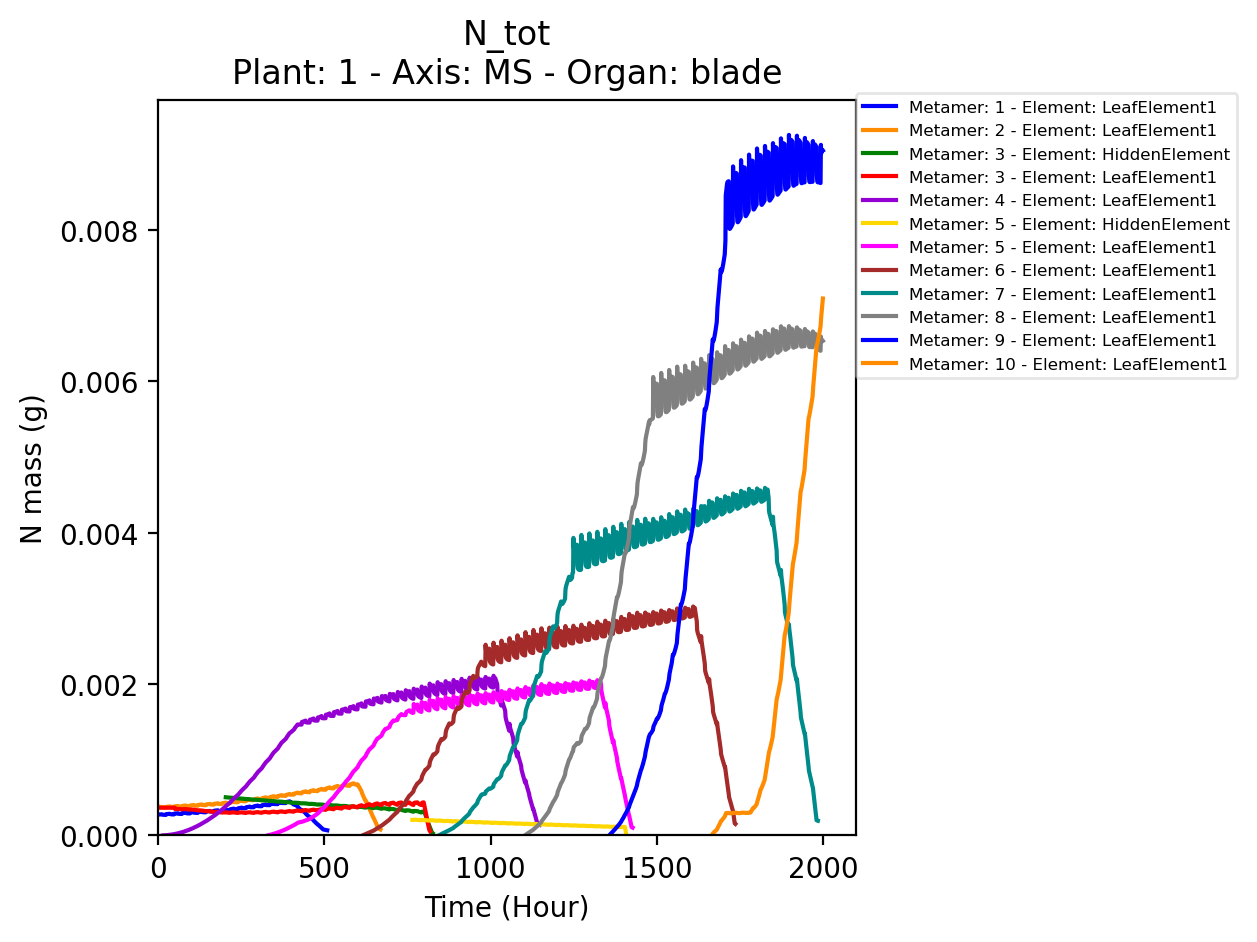 N_tot
Plant: 1 - Axis: MS - Organ: blade
Metamer: 1 - Element: LeafElement1
Metamer: 2 - Element: LeafElement1
Metamer: 3 - Element: HiddenElement
Metamer: 3 - Element: LeafElement1
Metamer: 4 - Element: LeafElement1
Metamer: 5 - Element: HiddenElement
Metamer: 5 - Element: LeafElement1
Metamer: 6 - Element: LeafElement1
Metamer: 7 - Element: LeafElement1
Metamer: 8 - Element: LeafElement1
Metamer: 9 - Element: LeafElement1
Metamer: 10 - Element: LeafElement1
0.008
0.006
0.004
0.002
0.000
N mass (g)
0 500 1000 1500 2000
Time (Hour)